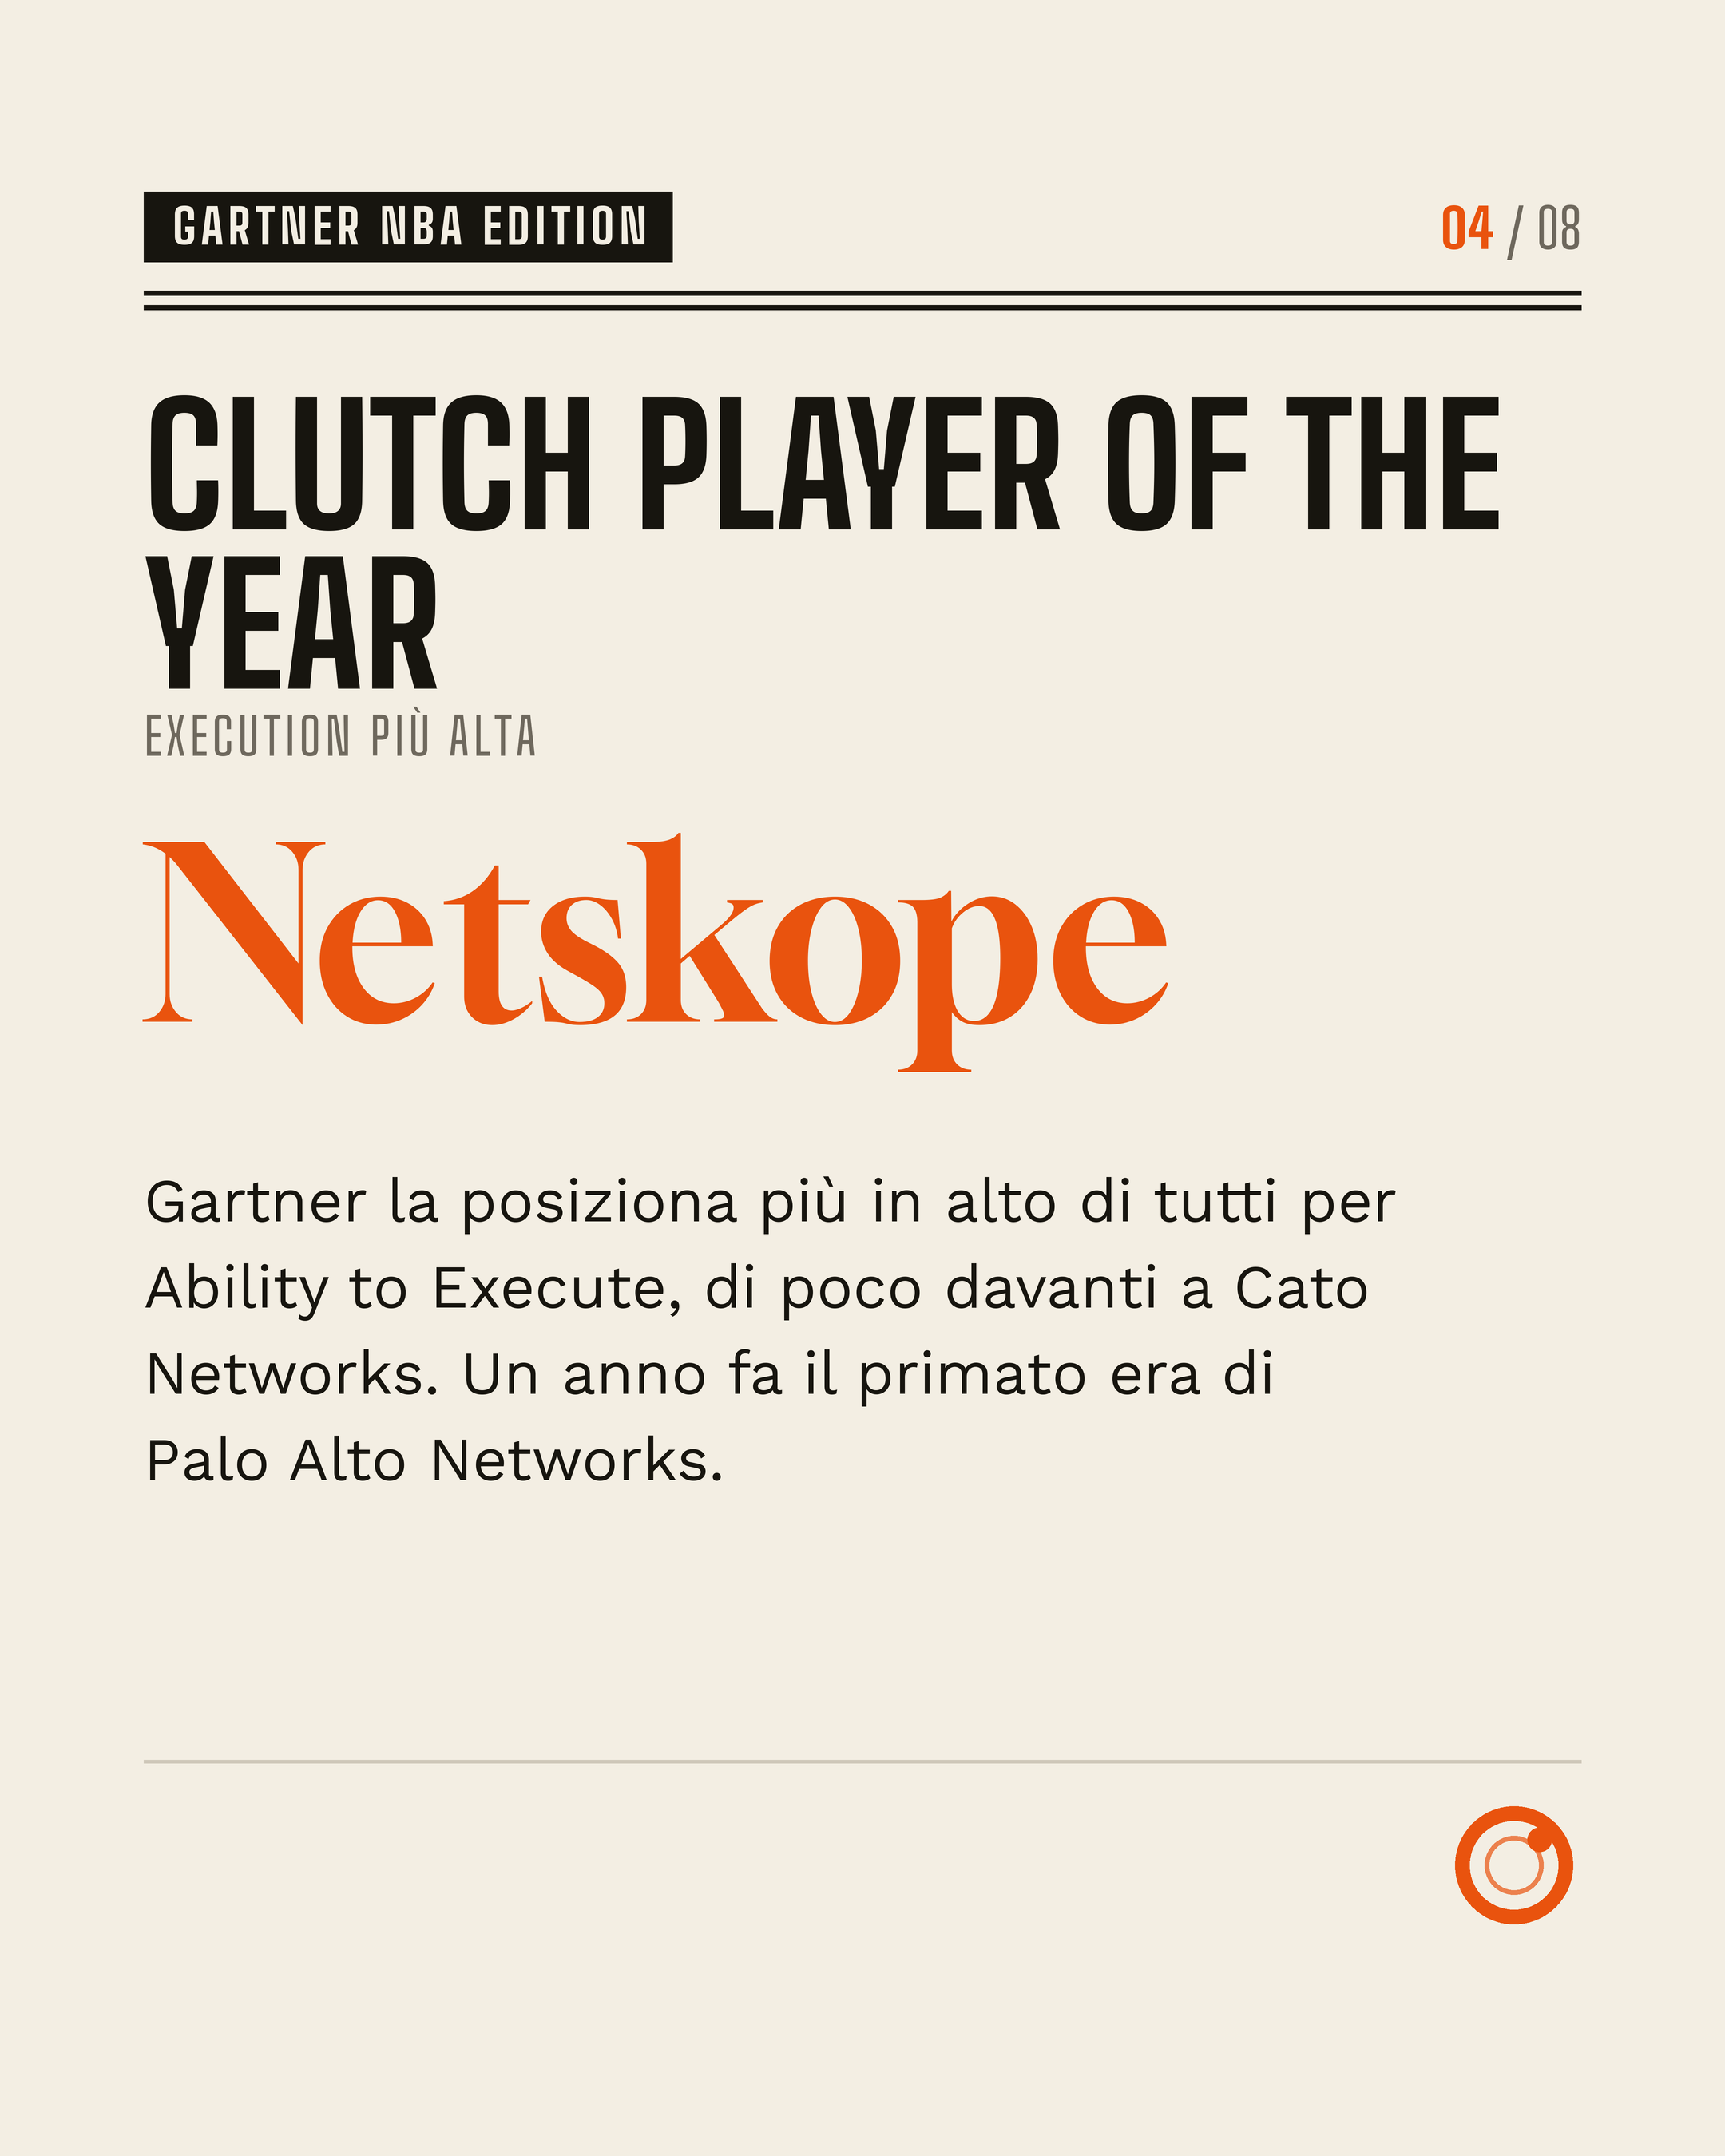 GARTNER NBA EDITION
04 / 08
CLUTCH PLAYER OF THE
YEAR
EXECUTION PIÙ ALTA
Netskope
Gartner la posiziona più in alto di tutti per
Ability to Execute, di poco davanti a Cato
Networks. Un anno fa il primato era di
Palo Alto Networks.